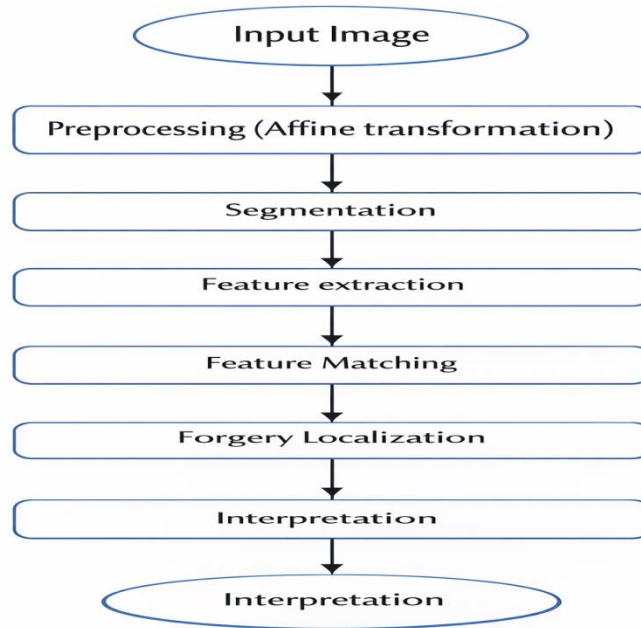 Input Image
Preprocessing (Affine transformation)
Segmentation
Feature extraction
Feature Matching
Forgery Localization
Interpretation
Interpretation